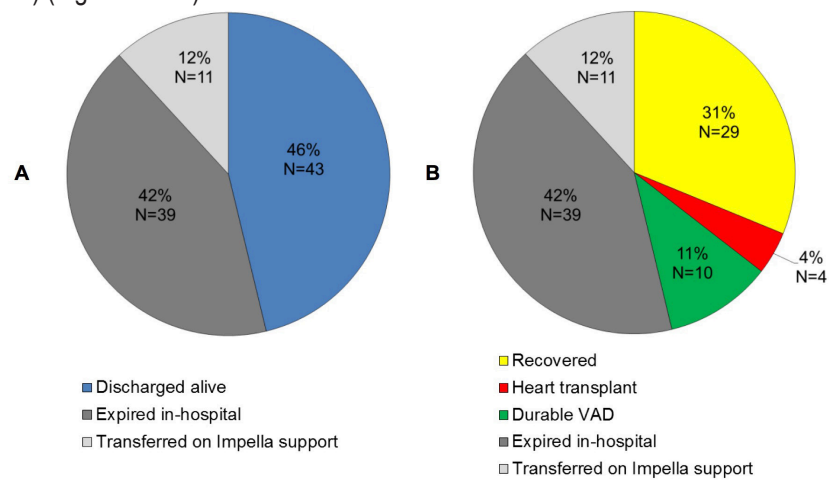 12%
N=11
46%
N=43
42%
N=39
A
Discharged alive
Expired in-hospital
Transferred on Impella support
12%
N=11
31%
N=29
42%
N=39
11%
N=10
4%
N=4
B
Recovered
Heart transplant
Durable VAD
Expired in-hospital
Transferred on Impella support